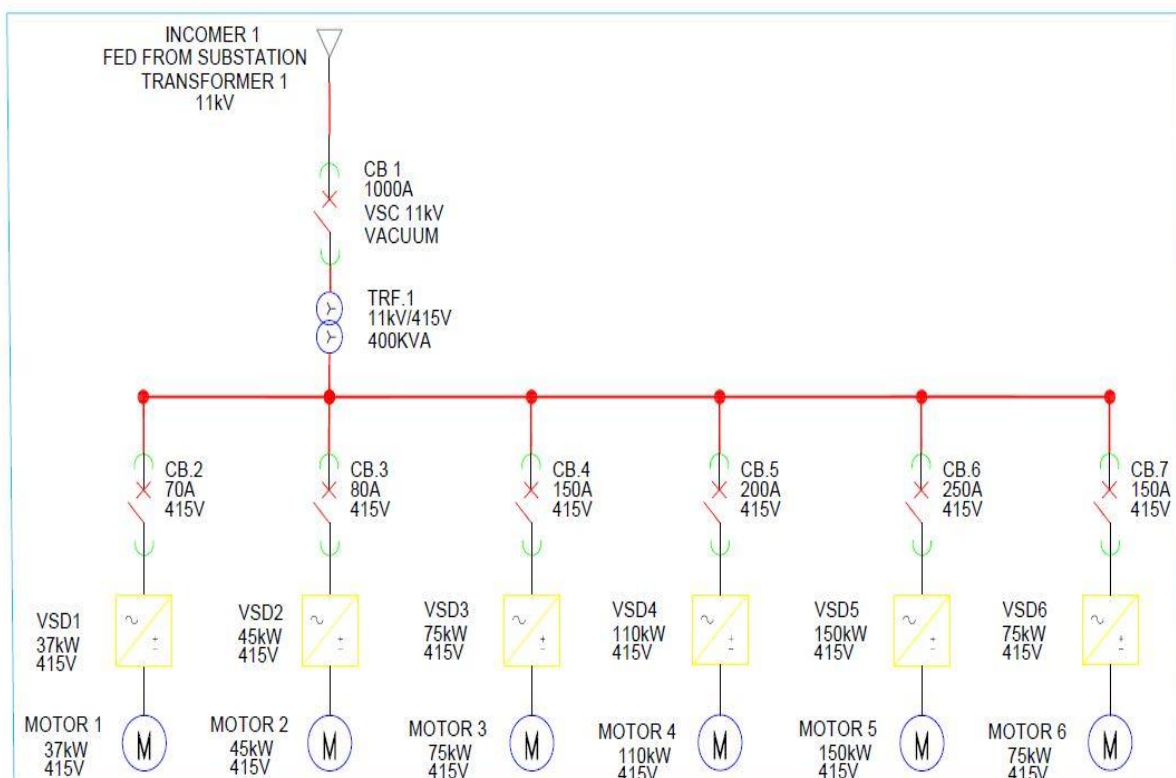 INCOMER 1
FED FROM SUBSTATION
TRANSFORMER 1
11kV
CB 1
1000A
VSC 11kV
VACUUM
TRF.1
11kV/415V
400KVA
CB.2
70A
415V
CB.3
80A
415V
CB.4
150A
415V
CB.5
200A
415V
CB.6
250A
415V
CB.7
150A
415V
VSD1
37kW
415V
VSD2
45kW
415V
VSD3
75kW
415V
VSD4
110kW
415V
VSD5
150kW
415V
VSD6
75kW
415V
MOTOR 1
37kW
415V
M
MOTOR 2
45kW
415V
M
MOTOR 3
75kW
415V
M
MOTOR 4
110kW
415V
M
MOTOR 5
150kW
415V
M
MOTOR 6
75kW
415V
M